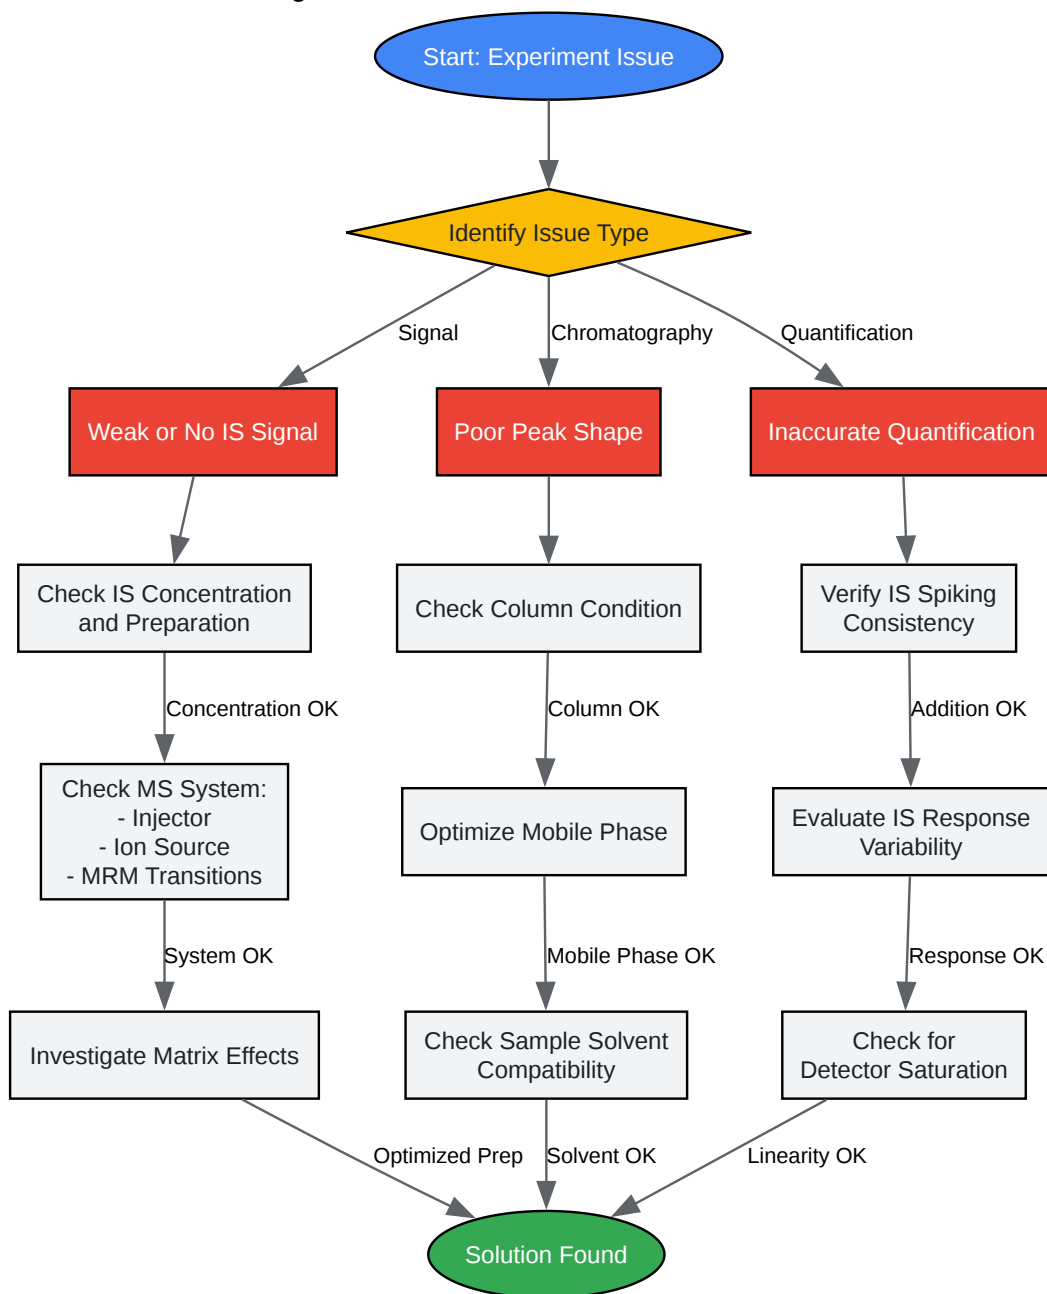 Start: Experiment Issue
Identify Issue Type
Signal
Chromatography
Quantification
Weak or No IS Signal
Poor Peak Shape
Inaccurate Quantification
Check IS Concentration
and Preparation
Check Column Condition
Verify IS Spiking
Consistency
Concentration OK
Column OK
Addition OK
Check MS System:
- Injector
- Ion Source
- MRM Transitions
Optimize Mobile Phase
Evaluate IS Response
Variability
System OK
Mobile Phase OK
Response OK
Investigate Matrix Effects
Check Sample Solvent
Compatibility
Check for
Detector Saturation
Optimized Prep
Solvent OK
Linearity OK
Solution Found